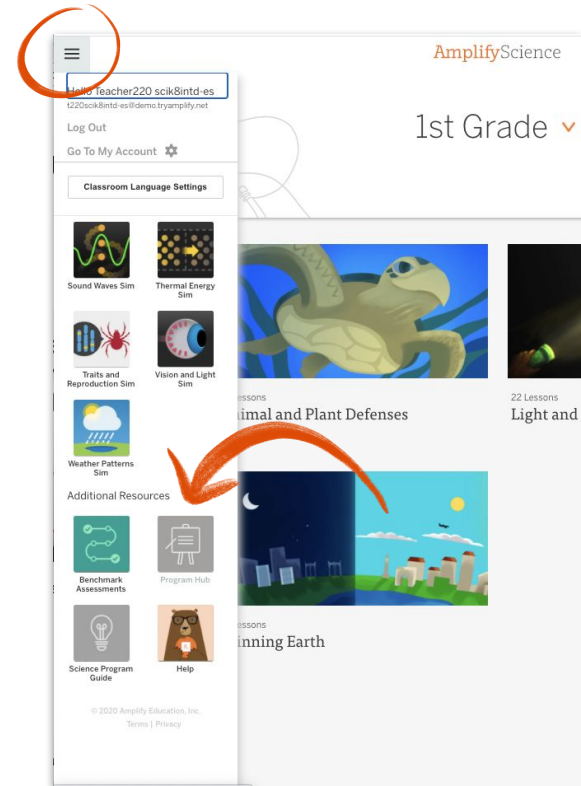 AmplifyScience
Hello Teacher220 scik8intd-es
t220scik8intd-es@demo.tryamplify.net
Log Out
Go To My Account
Classroom Language Settings
1st Grade
Sound Waves Sim
Thermal Energy
Sim
Traits and
Reproduction Sim
Vision and Light
Sim
Weather Patterns
Sim
Additional Resources
Benchmark
Assessments
Program Hub
Science Program
Guide
Help
© 2020 Amplify Education, Inc.
Terms | Privacy
essons
imal and Plant Defenses
22 Lessons
Light and
essons
inning Earth